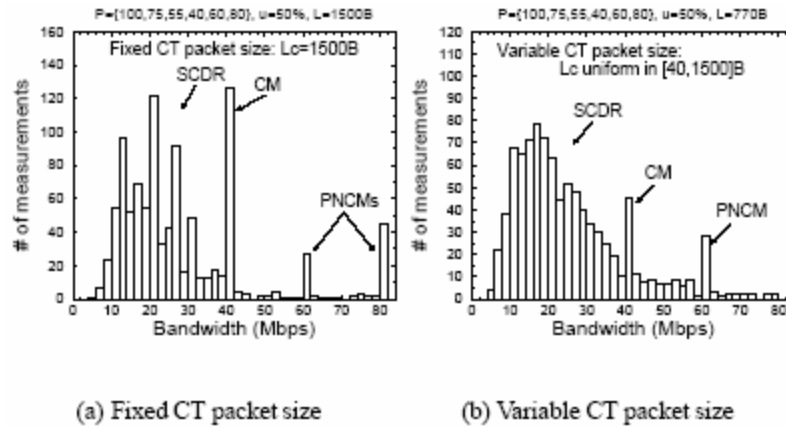 P={100,75,55,40,60,80}, u=50%, L=1500B
160
140
120
100
80
60
40
20
0
# of measurements
Fixed CT packet size: Lc=1500B
SCDR
CM
PNCMs
0 10 20 30 40 50 60 70 80
Bandwidth (Mbps)
(a) Fixed CT packet size
P={100,75,55,40,60,80}, u=50%, L=770B
120
110
100
90
80
70
60
50
40
30
20
10
0
# of measurements
Variable CT packet size:
Lc uniform in [40,1500]B
SCDR
CM
PNCM
0 10 20 30 40 50 60 70 80
Bandwidth (Mbps)
(b) Variable CT packet size